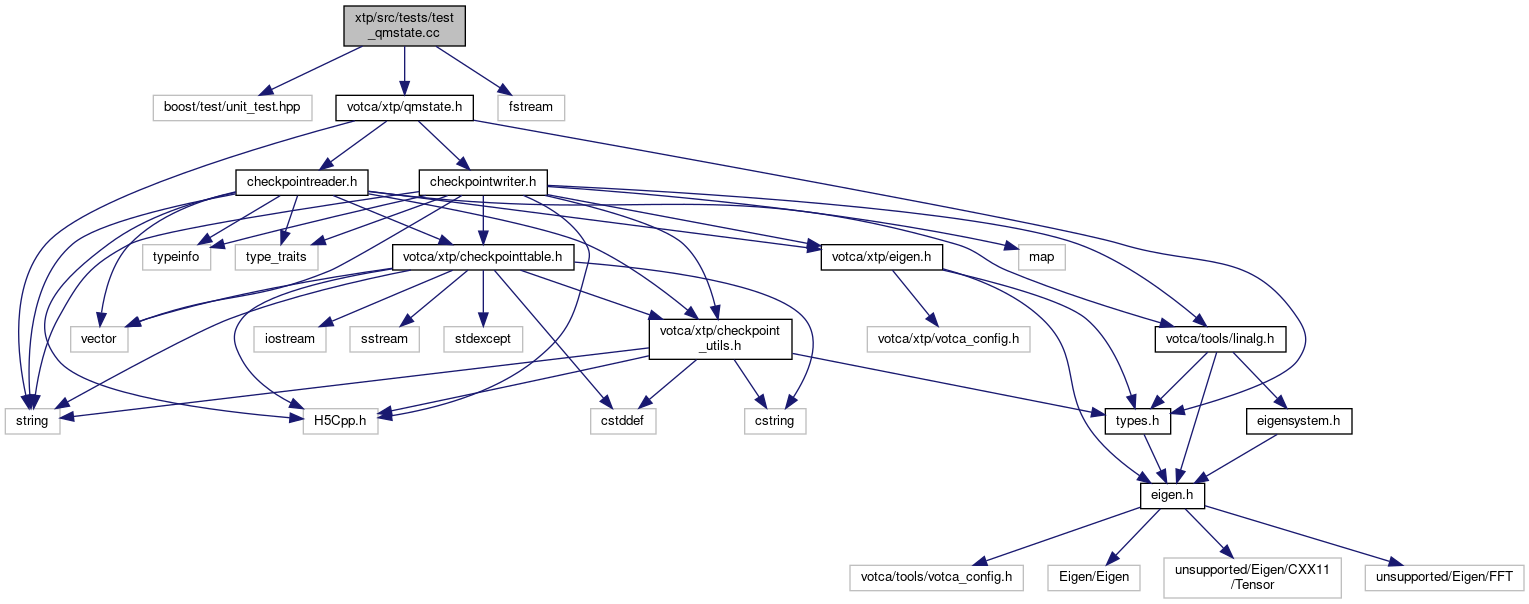 xtp/src/tests/test
_qmstate.cc
boost/test/unit_test.hpp
votca/xtp/qmstate.h
fstream
checkpointreader.h
checkpointwriter.h
typeinfo
type_traits
votca/xtp/checkpointtable.h
votca/xtp/eigen.h
map
vector
iostream
sstream
stdexcept
votca/xtp/checkpoint
_utils.h
votca/xtp/votca_config.h
votca/tools/linalg.h
string
H5Cpp.h
cstddef
cstring
types.h
eigensystem.h
eigen.h
votca/tools/votca_config.h
Eigen/Eigen
unsupported/Eigen/CXX11
/Tensor
unsupported/Eigen/FFT